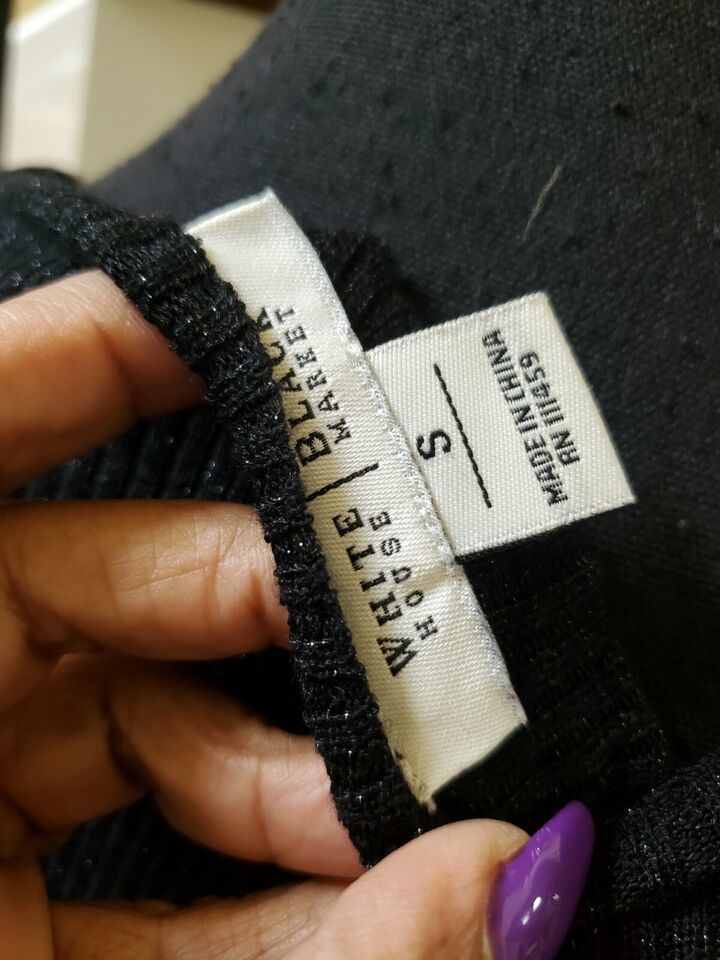 WHITE | BLACK
HOUSE MARKET
S
MADE IN CHINA
RN 111459